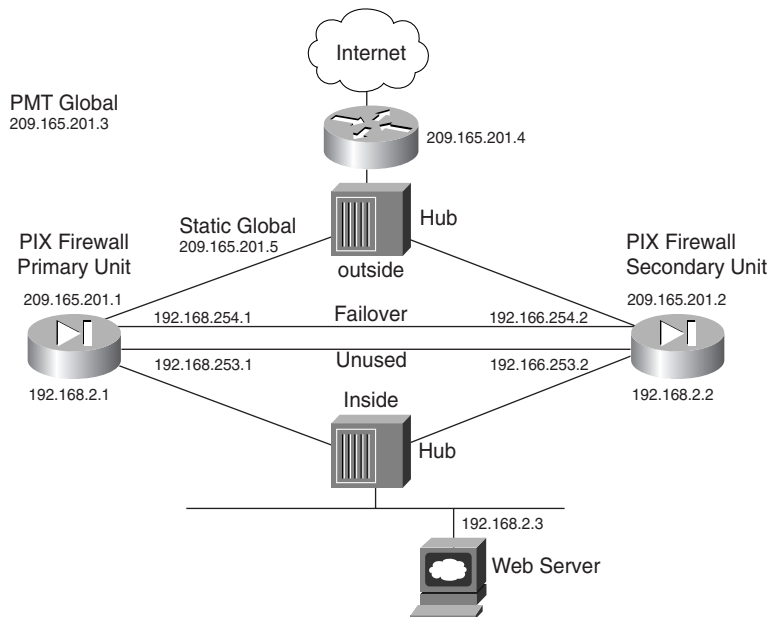 Internet
PMT Global
209.165.201.3
209.165.201.4
Static Global
209.165.201.5
Hub
outside
PIX Firewall
Primary Unit
209.165.201.1
PIX Firewall
Secondary Unit
209.165.201.2
192.168.254.1
Failover
192.166.254.2
192.168.253.1
Unused
192.166.253.2
192.168.2.1
192.168.2.2
Inside
Hub
192.168.2.3
Web Server